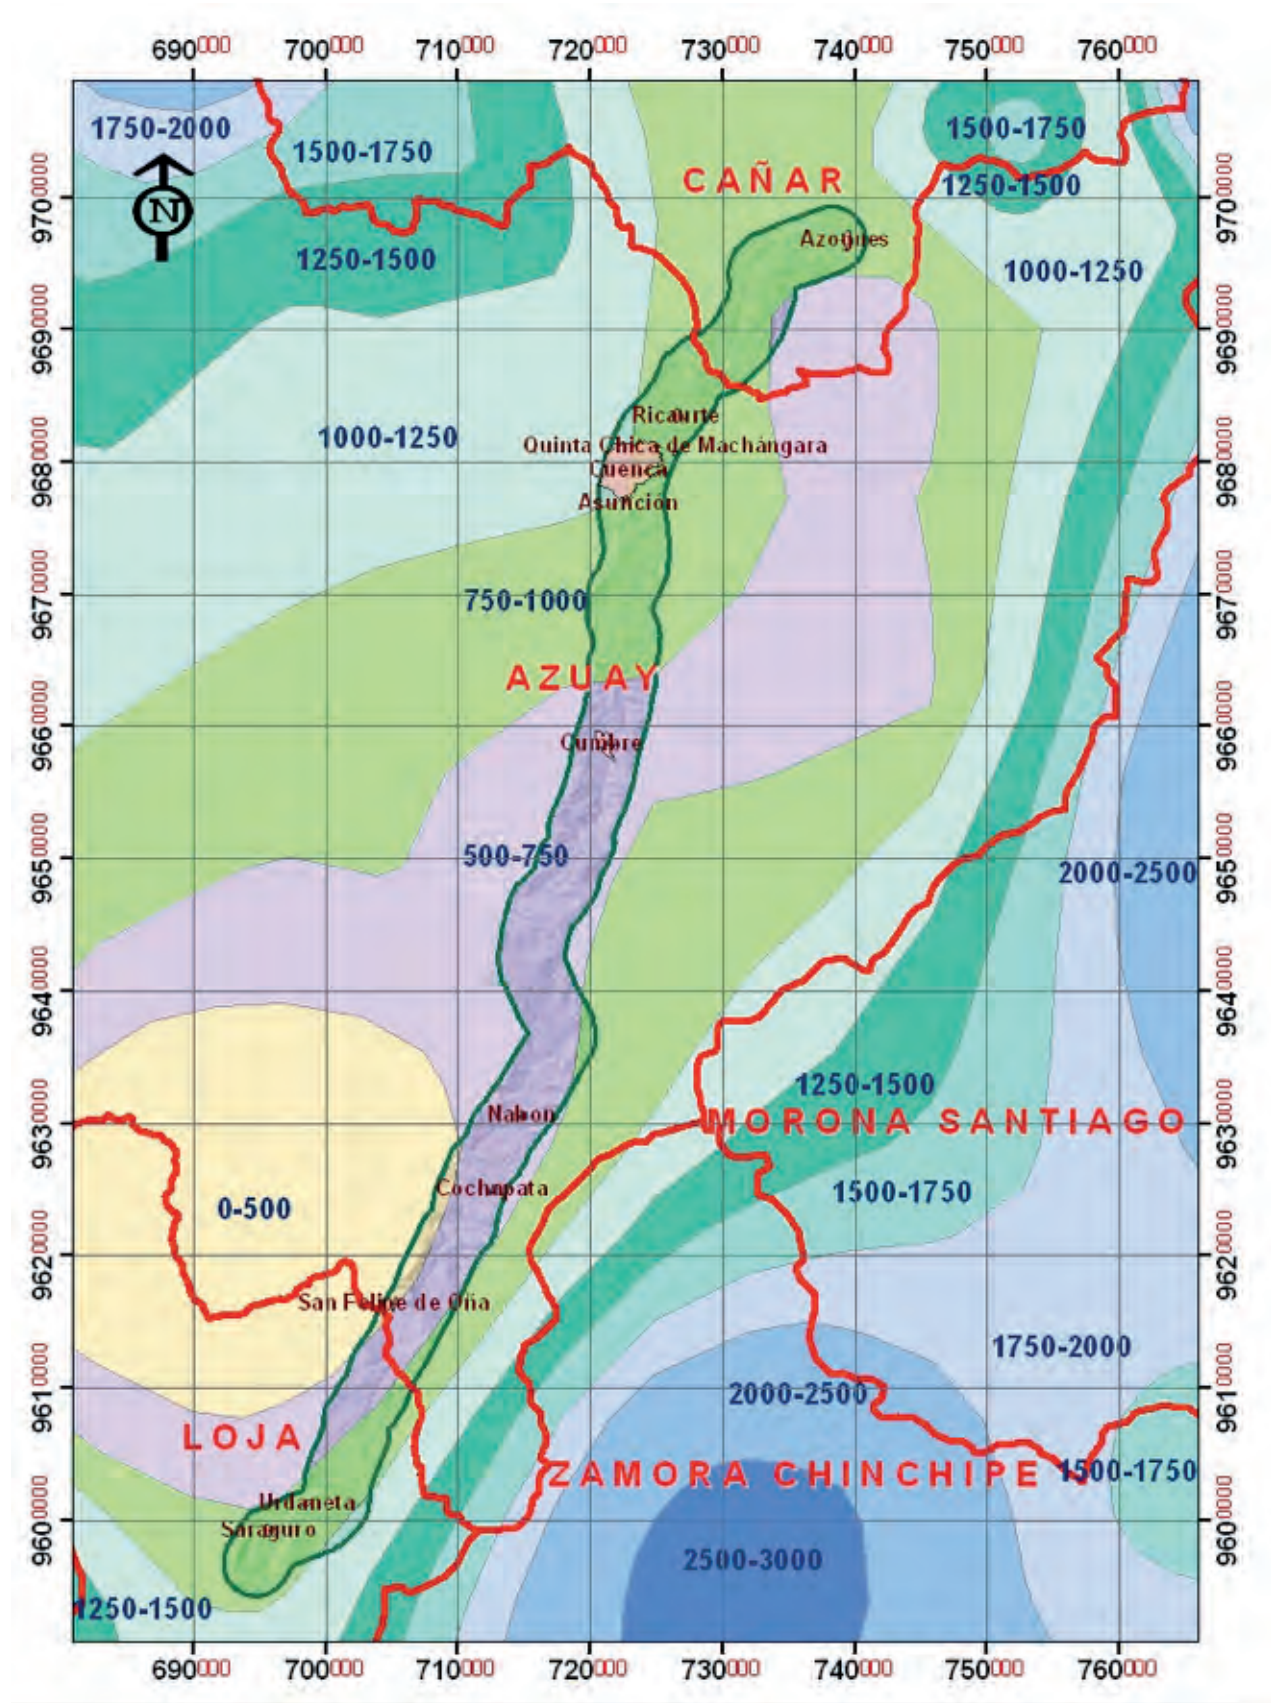 690000 700000 710000 720000 730000 740000 750000 760000
1750-2000
1500-1750
1500-1750
N
CAÑAR
1250-1500
9700000
9700000
Azogues
1250-1500
1000-1250
9690000
9690000
Ricaurte
1000-1250
Quinta Chica de Machángara
9680000
9680000
Cuenca
Asunción
750-1000
9670000
9670000
AZUAY
9660000
9660000
Cumbre
500-750
9650000
9650000
2000-2500
9640000
9640000
1250-1500
Nabon
MORONA SANTIAGO
9630000
9630000
Cochapata
1500-1750
0-500
9620000
9620000
San Felipe de Oña
1750-2000
9610000
9610000
2000-2500
LOJA
ZAMORA CHINCHIPE
1500-1750
Urdaneta
Saraguro
9600000
9600000
2500-3000
1250-1500
690000 700000 710000 720000 730000 740000 750000 760000